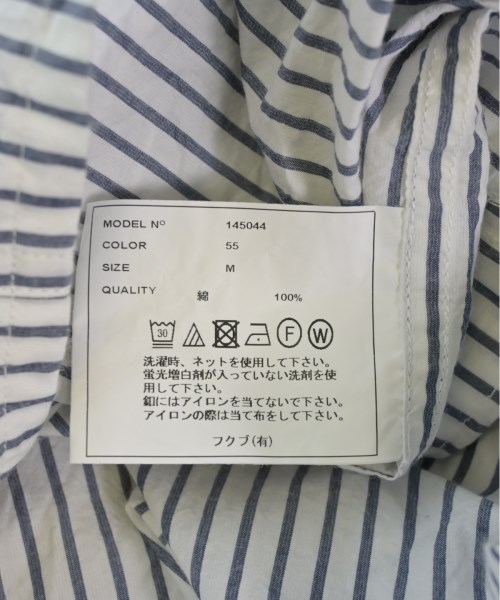 MODEL Nº 145044
COLOR 55
SIZE M
QUALITY
綿 100%
30 F W
洗濯時、ネットを使用して下さい。
蛍光増白剤が入っていない洗剤を使
用して下さい。
釦にはアイロンを当てないで下さい。
アイロンの際は当て布をして下さい。
フクブ(有)